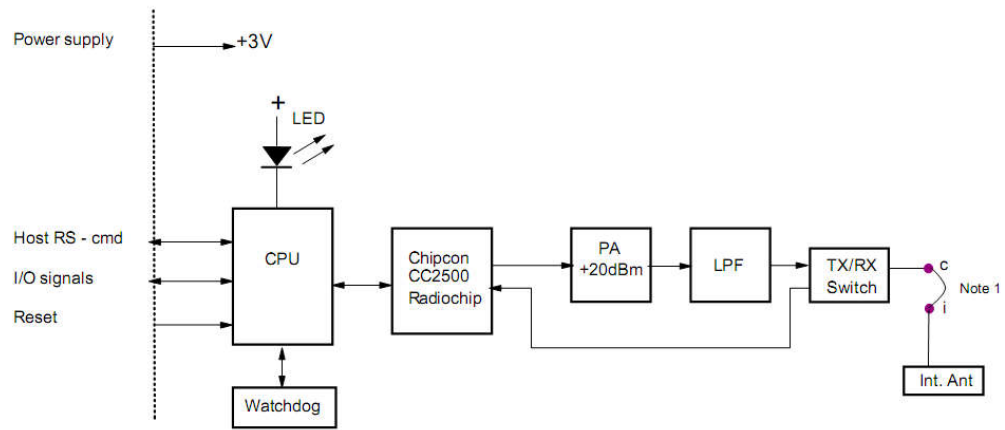 Power supply
+3V
+
LED
Host RS - cmd
I/O signals
Reset
CPU
Watchdog
Chipcon
CC2500
Radiochip
PA
+20dBm
LPF
TX/RX
Switch
c
i
Note 1
Int. Ant